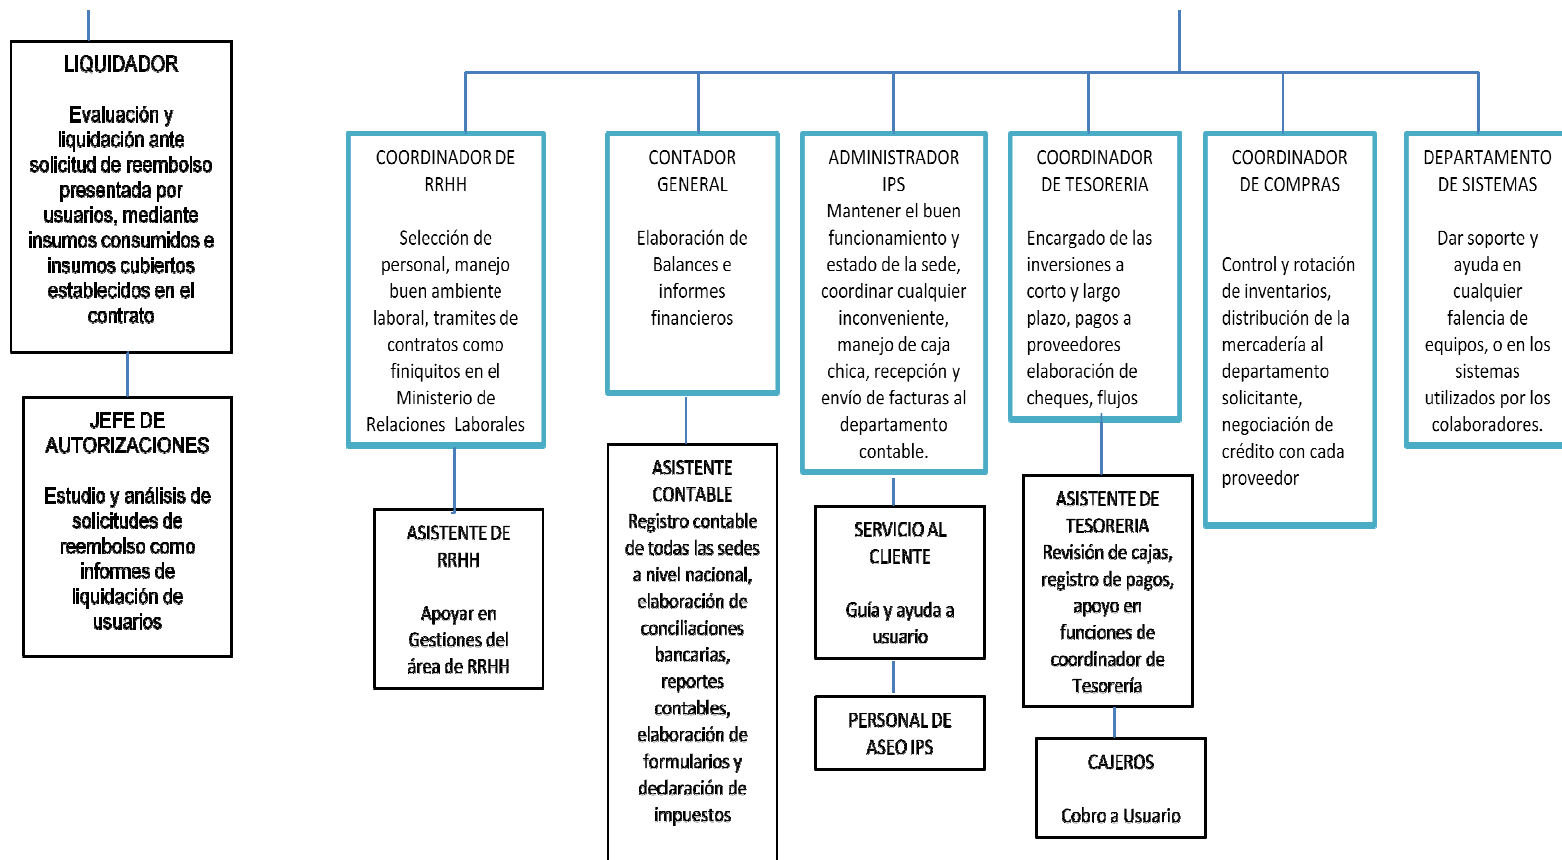 LIQUIDADOR
Evaluación y
liquidación ante
solicitud de reembolso
presentada por
usuarios, mediante
insumos consumidos e
insumos cubiertos
establecidos en el
contrato
JEFE DE
AUTORIZACIONES
Estudio y análisis de
solicitudes de
reembolso como
informes de
liquidación de
usuarios
COORDINADOR DE
RRHH
Selección de
personal, manejo
buen ambiente
laboral, tramites de
contratos como
finiquitos en el
Ministerio de
Relaciones Laborales
ASISTENTE DE
RRHH
Apoyar en
Gestiones del
área de RRHH
CONTADOR
GENERAL
Elaboración de
Balances e
informes
financieros
ASISTENTE
CONTABLE
Registro contable
de todas las sedes
a nivel nacional,
elaboración de
conciliaciones
bancarias,
reportes
contables,
elaboración de
formularios y
declaración de
impuestos
ADMINISTRADOR
IPS
Mantener el buen
funcionamiento y
estado de la sede,
coordinar cualquier
inconveniente,
manejo de caja
chica, recepción y
envío de facturas al
departamento
contable.
SERVICIO AL
CLIENTE
Guía y ayuda a
usuario
PERSONAL DE
ASEO IPS
COORDINADOR
DE TESORERIA
Encargado de las
inversiones a
corto y largo
plazo, pagos a
proveedores
elaboración de
cheques, flujos
ASISTENTE DE
TESORERIA
Revisión de cajas,
registro de pagos,
apoyo en
funciones de
coordinador de
Tesorería
CAJEROS
Cobro a Usuario
COORDINADOR
DE COMPRAS
Control y rotación
de inventarios,
distribución de la
mercadería al
departamento
solicitante,
negociación de
crédito con cada
proveedor
DEPARTAMENTO
DE SISTEMAS
Dar soporte y
ayuda en
cualquier
falencia de
equipos, o en los
sistemas
utilizados por los
colaboradores.